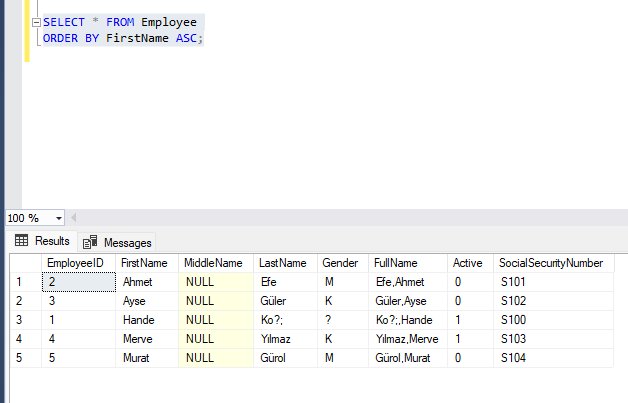 SELECT * FROM Employee
ORDER BY FirstName ASC;
100 %
Results Messages
EmployeeID FirstName MiddleName LastName Gender FullName Active SocialSecurityNumber
1 2 Ahmet NULL Efe M Efe,Ahmet 0 S101
2 3 Ayse NULL Güler K Güler,Ayse 0 S102
3 1 Hande NULL Ko?; ? Ko?;,Hande 1 S100
4 4 Merve NULL Yılmaz K Yılmaz,Merve 1 S103
5 5 Murat NULL Gürol M Gürol,Murat 0 S104